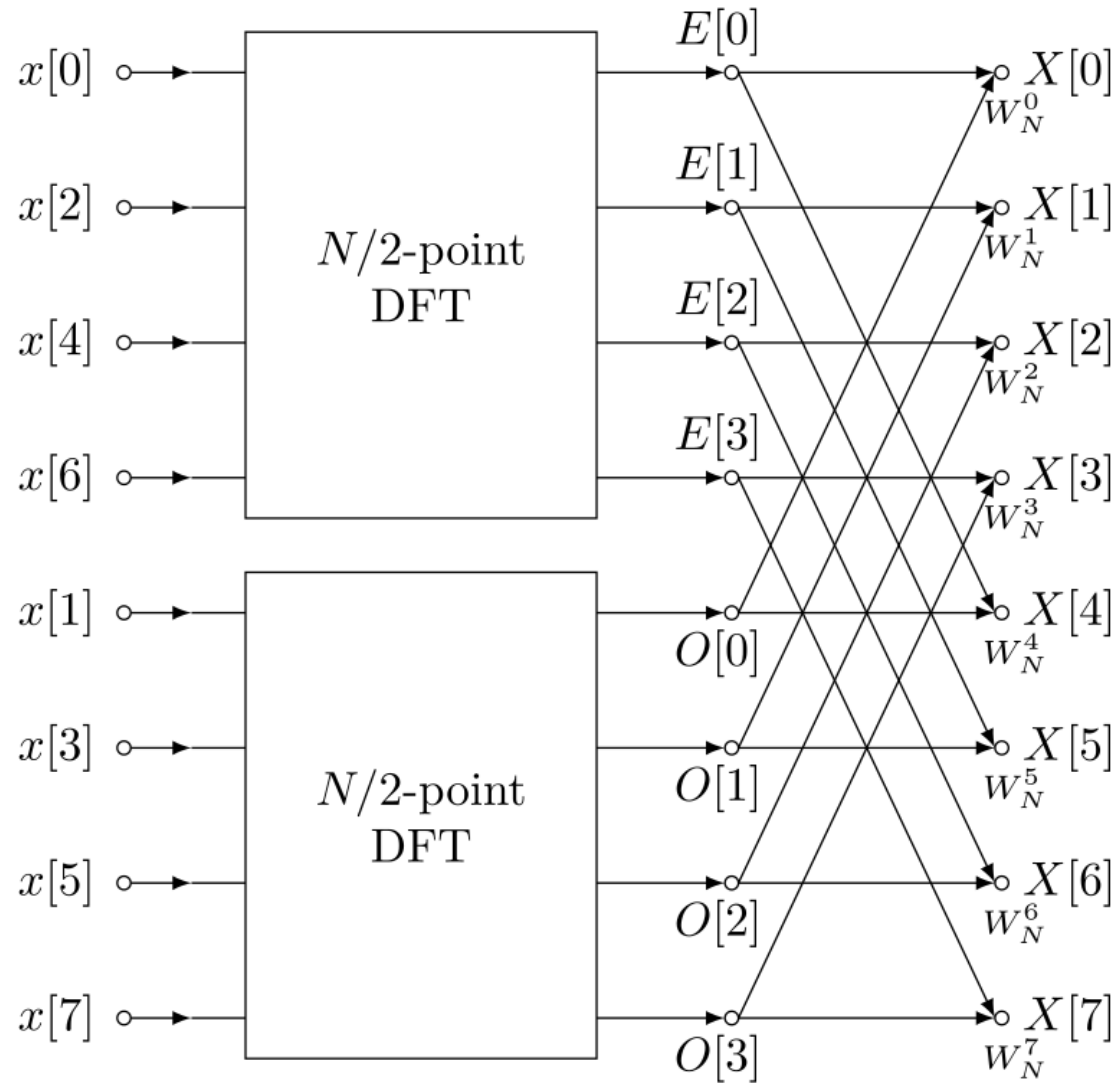 E[0]
x[0] X[0]
W_N^0
E[1]
x[2] X[1]
W_N^1
N/2-point
DFT
E[2]
x[4] X[2]
W_N^2
E[3]
x[6] X[3]
W_N^3
x[1] X[4]
O[0] W_N^4
x[3] X[5]
O[1] W_N^5
N/2-point
DFT
x[5] X[6]
O[2] W_N^6
x[7] X[7]
O[3] W_N^7